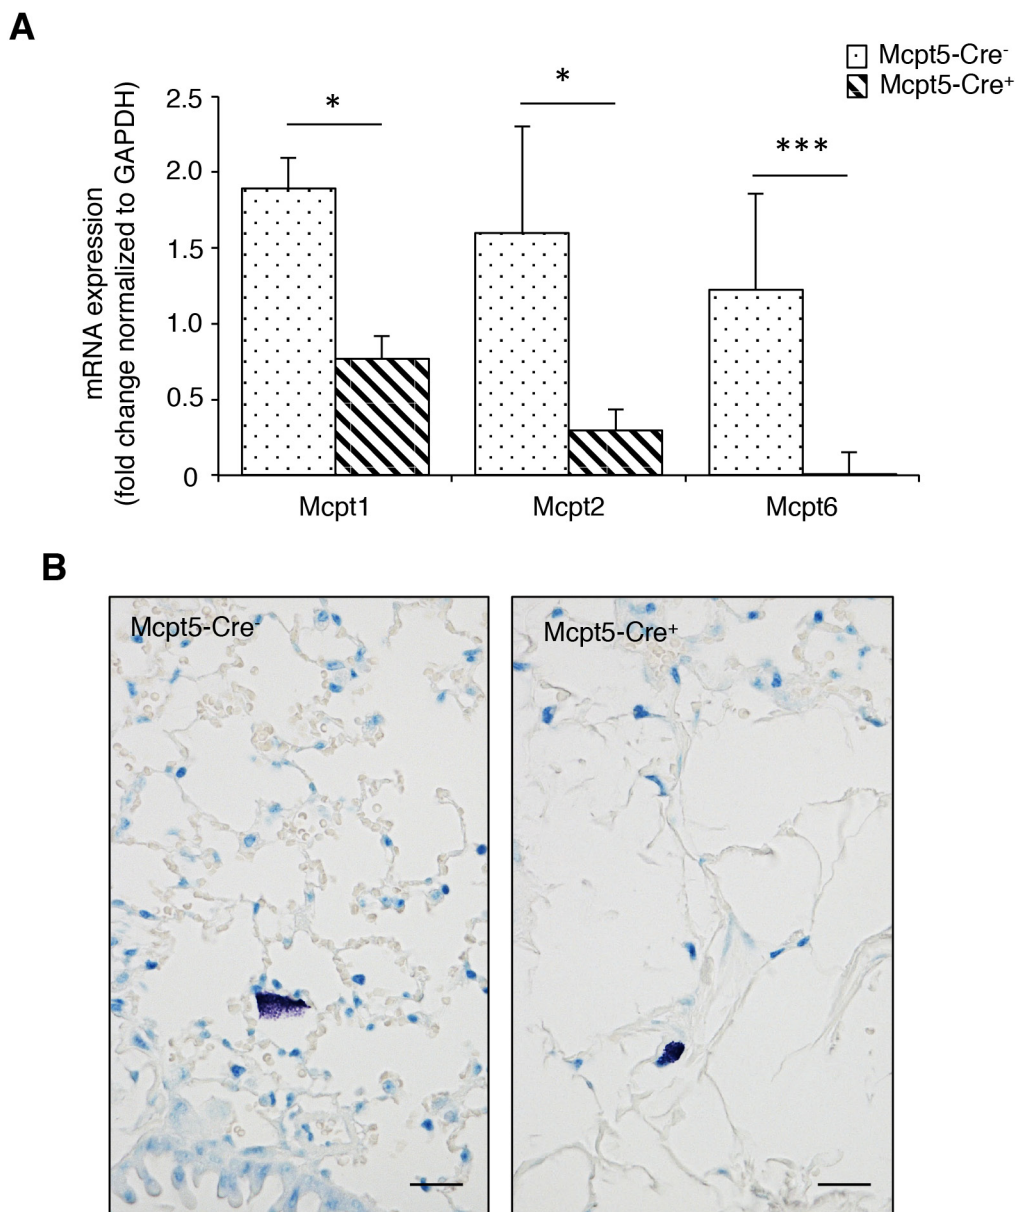 A
Mcpt5-Cre⁻
Mcpt5-Cre⁺
mRNA expression
(fold change normalized to GAPDH)
2.5
2.0
1.5
1.0
0.5
0
*
*
***
Mcpt1
Mcpt2
Mcpt6
B
Mcpt5-Cre⁻
Mcpt5-Cre⁺